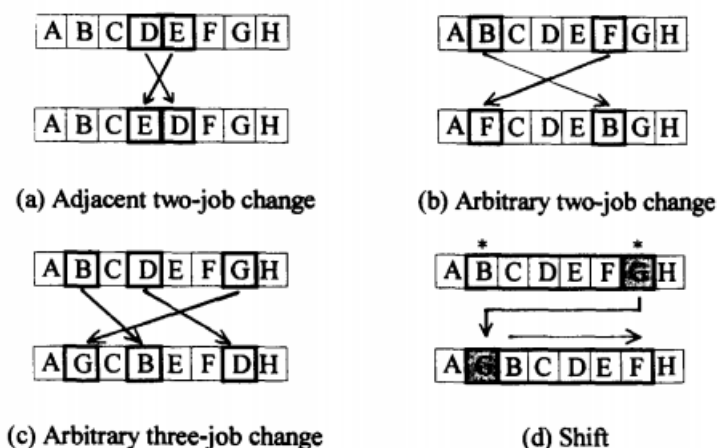 A B C D E F G H
A B C E D F G H
(a) Adjacent two-job change
A B C D E F G H
A F C D E B G H
(b) Arbitrary two-job change
A B C D E F G H
A G C B E F D H
(c) Arbitrary three-job change
* *
A B C D E F G H
A G B C D E F H
(d) Shift